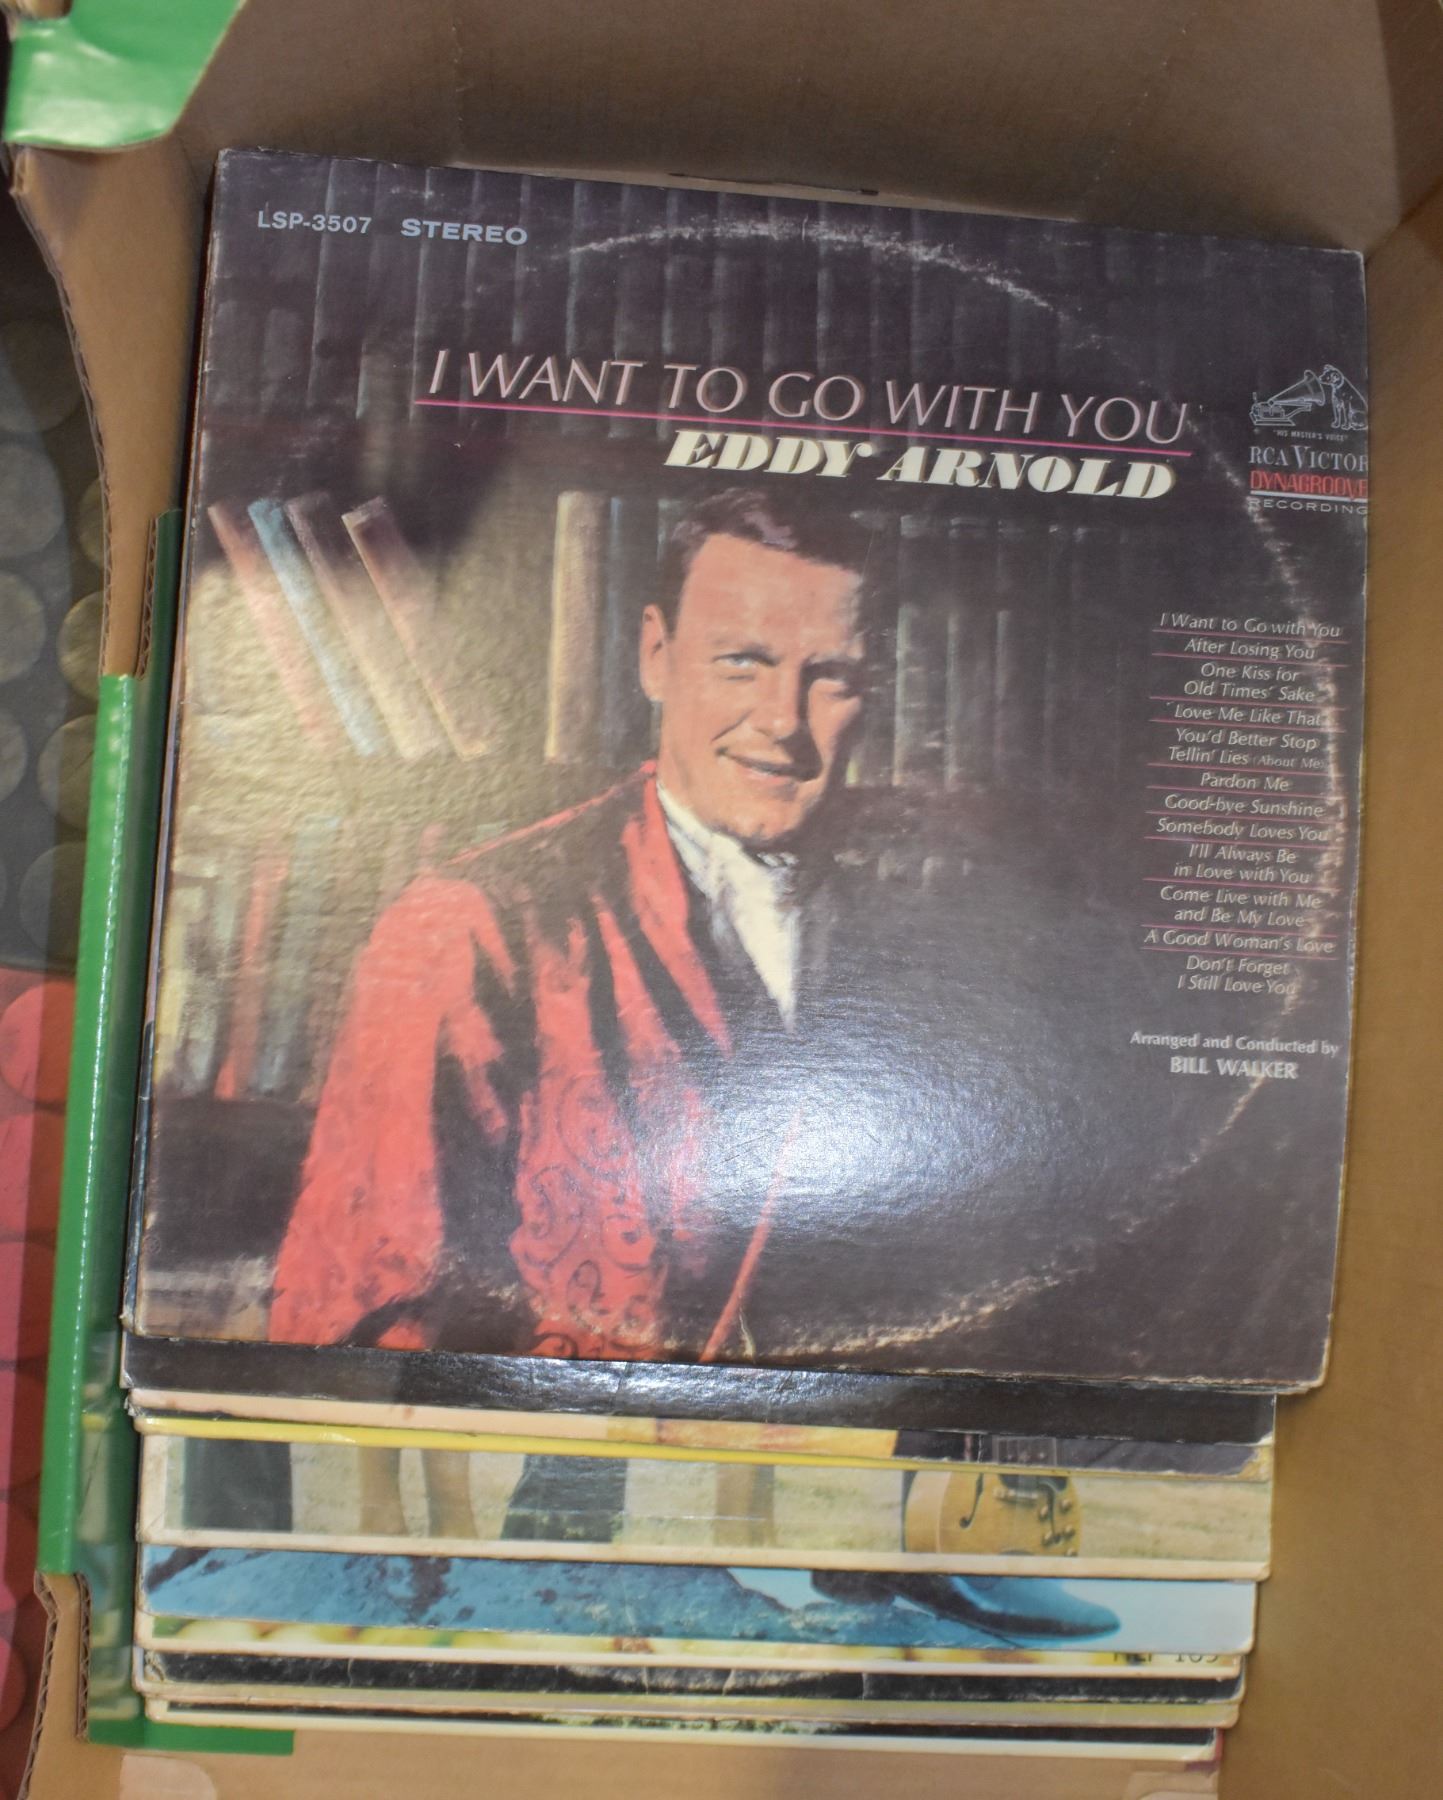 LSP-3507 STEREO
I WANT TO GO WITH YOU
EDDY ARNOLD
"HIS MASTER'S VOICE"
RCA VICTOR
DYNAGROOVE
RECORDING
I Want to Go with You
After Losing You
One Kiss for
Old Times' Sake
Love Me Like That
You'd Better Stop
Tellin' Lies (About Me)
Pardon Me
Good-bye Sunshine
Somebody Loves You
I'll Always Be
in Love with You
Come Live with Me
and Be My Love
A Good Woman's Love
Don't Forget
I Still Love You
Arranged and Conducted by
BILL WALKER